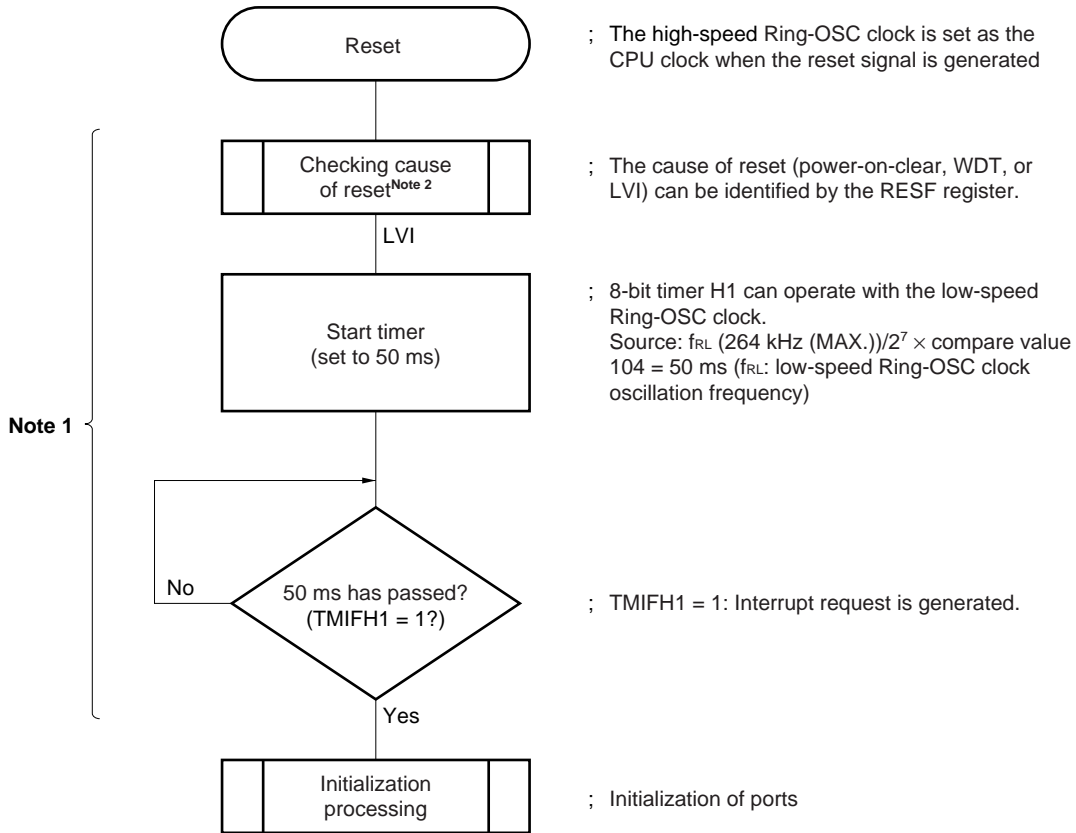 Reset
; The high-speed Ring-OSC clock is set as the
CPU clock when the reset signal is generated
Note 1
Checking cause
of reset Note 2
; The cause of reset (power-on-clear, WDT, or
LVI) can be identified by the RESF register.
LVI
Start timer
(set to 50 ms)
; 8-bit timer H1 can operate with the low-speed
Ring-OSC clock.
Source: fRL (264 kHz (MAX.))/2⁷ × compare value
104 = 50 ms (fRL: low-speed Ring-OSC clock
oscillation frequency)
No
50 ms has passed?
(TMIFH1 = 1?)
; TMIFH1 = 1: Interrupt request is generated.
Yes
Initialization
processing
; Initialization of ports